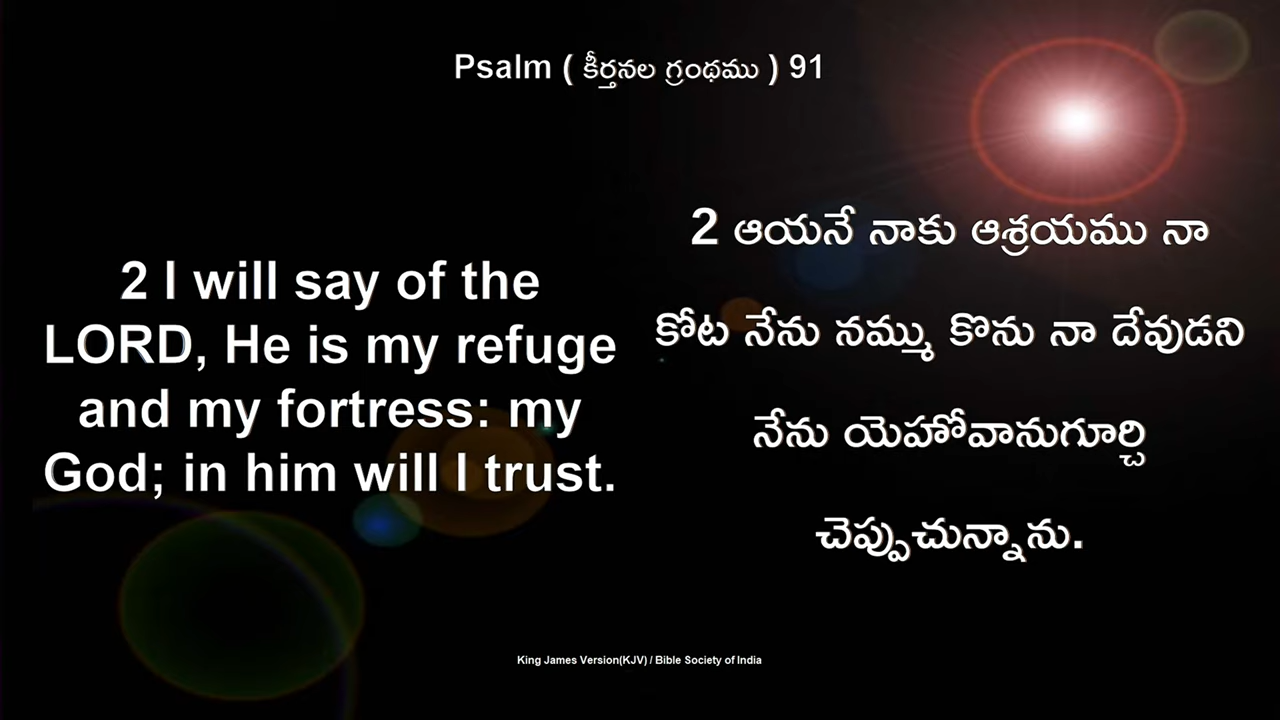 Psalm ( కీర్తనల గ్రంథము ) 91
2 I will say of the
LORD, He is my refuge
and my fortress: my
God; in him will I trust.
2 ఆయనే నాకు ఆశ్రయము నా
కోట నేను నమ్ము కొను నా దేవుడని
నేను యెహోవానుగూర్చి
చెప్పుచున్నాను.
King James Version(KJV) / Bible Society of India